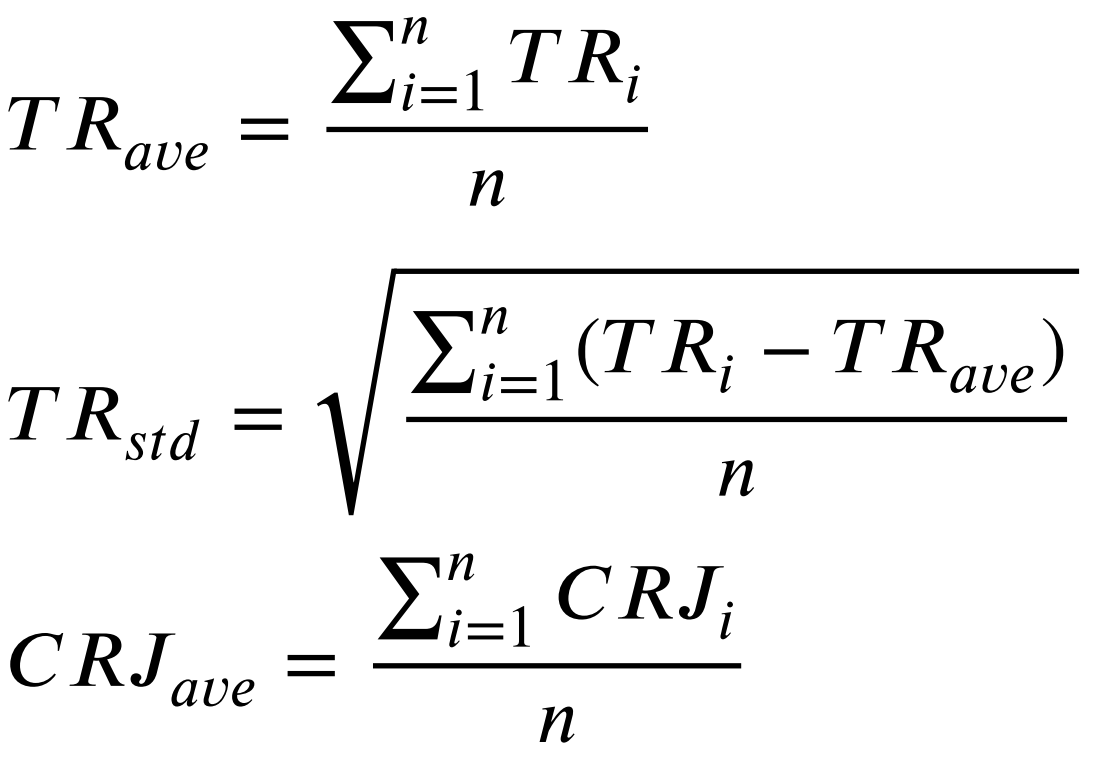 TR_{ave} = \frac{\sum_{i=1}^{n} TR_i}{n}
TR_{std} = \sqrt{\frac{\sum_{i=1}^{n} (TR_i - TR_{ave})}{n}}
CRJ_{ave} = \frac{\sum_{i=1}^{n} CRJ_i}{n}